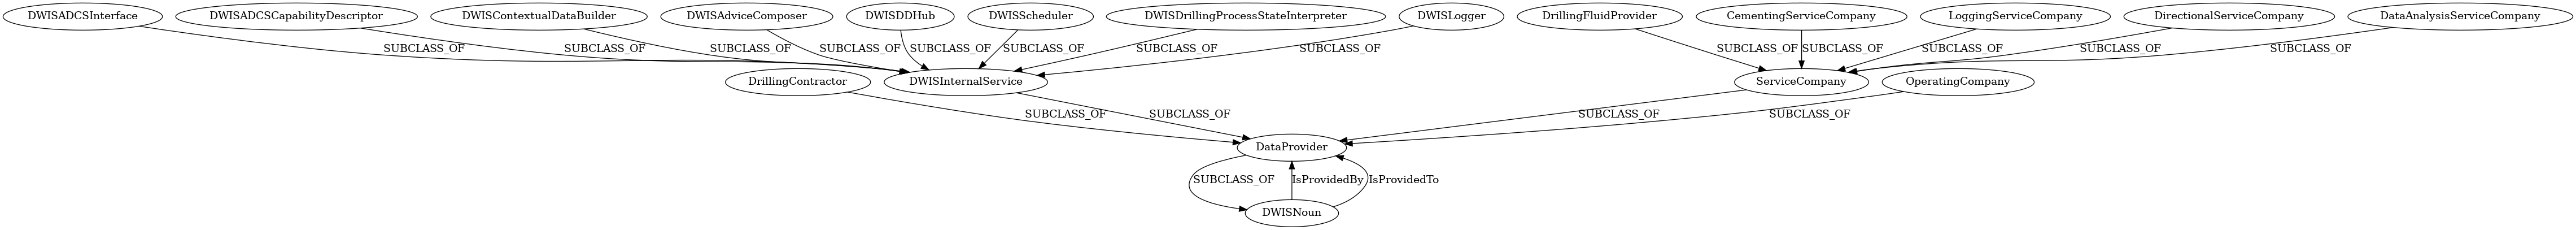 DWISADCSInterface
DWISADCSCapabilityDescriptor
DWISContextualDataBuilder
DWISAdviceComposer
DWISDDHub
DWISScheduler
DWISDrillingProcessStateInterpreter
DWISLogger
DrillingFluidProvider
CementingServiceCompany
LoggingServiceCompany
DirectionalServiceCompany
DataAnalysisServiceCompany
SUBCLASS_OF
SUBCLASS_OF
SUBCLASS_OF
SUBCLASS_OF
SUBCLASS_OF
SUBCLASS_OF
SUBCLASS_OF
SUBCLASS_OF
SUBCLASS_OF
SUBCLASS_OF
SUBCLASS_OF
SUBCLASS_OF
SUBCLASS_OF
DrillingContractor
DWISInternalService
ServiceCompany
OperatingCompany
SUBCLASS_OF
SUBCLASS_OF
SUBCLASS_OF
SUBCLASS_OF
DataProvider
SUBCLASS_OF
IsProvidedBy
IsProvidedTo
DWISNoun